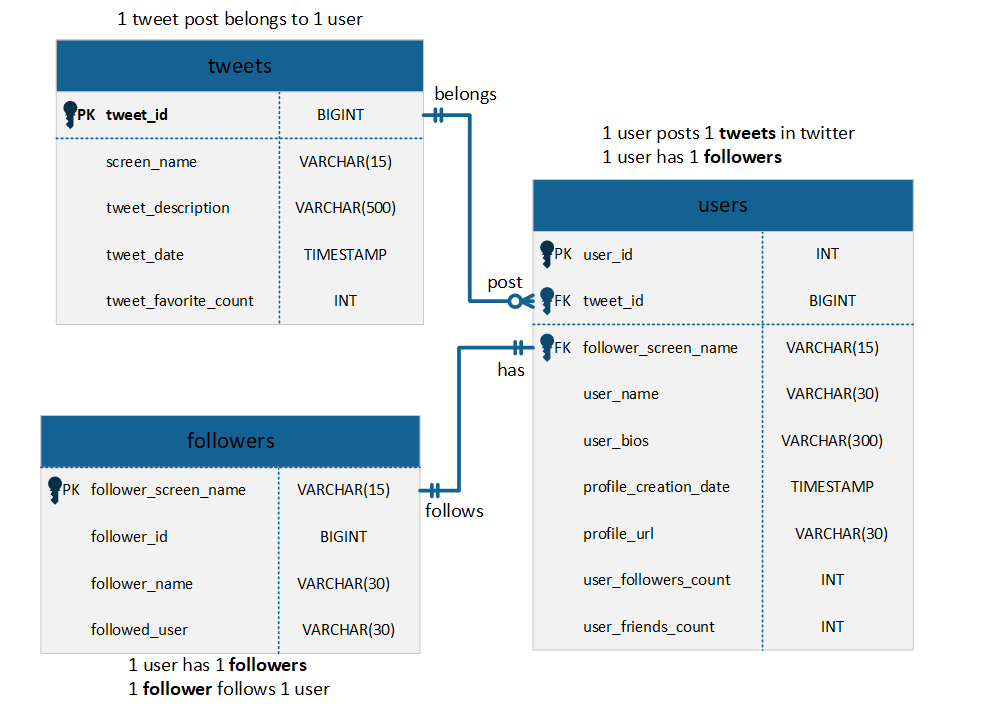 1 tweet post belongs to 1 user
tweets
PK tweet_id BIGINT
screen_name VARCHAR(15)
tweet_description VARCHAR(500)
tweet_date TIMESTAMP
tweet_favorite_count INT
belongs
post
1 user posts 1 tweets in twitter
1 user has 1 followers
users
PK user_id INT
FK tweet_id BIGINT
FK follower_screen_name VARCHAR(15)
user_name VARCHAR(30)
user_bios VARCHAR(300)
profile_creation_date TIMESTAMP
profile_url VARCHAR(30)
user_followers_count INT
user_friends_count INT
has
follows
followers
PK follower_screen_name VARCHAR(15)
follower_id BIGINT
follower_name VARCHAR(30)
followed_user VARCHAR(30)
1 user has 1 followers
1 follower follows 1 user